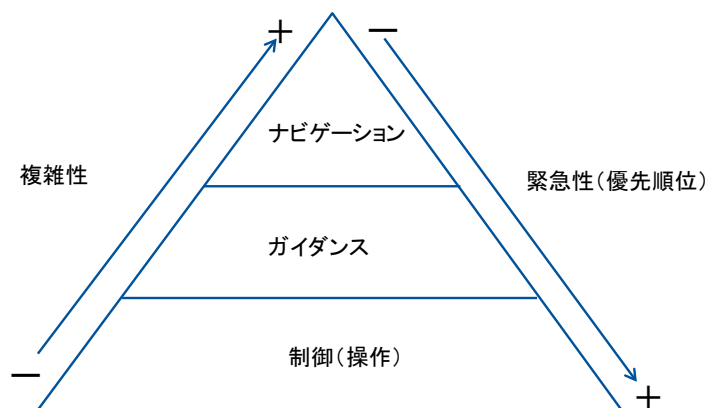 +
−
ナビゲーション
複雑性
緊急性(優先順位)
ガイダンス
制御(操作)
−
+